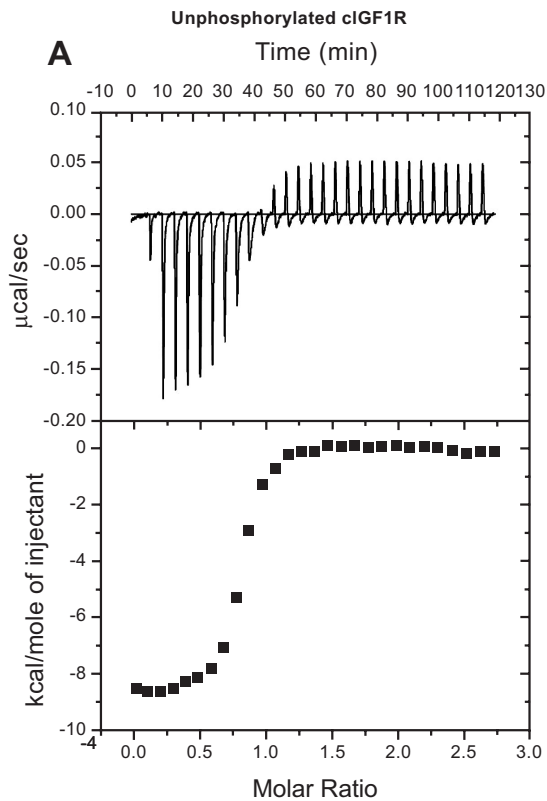 Unphosphorylated cIGF1R
A
Time (min)
-10 0 10 20 30 40 50 60 70 80 90 100 110 120 130
0.10
0.05
0.00
-0.05
-0.10
-0.15
-0.20
µcal/sec
0
-2
-4
-6
-8
-10
-4
kcal/mole of injectant
0.0 0.5 1.0 1.5 2.0 2.5 3.0
Molar Ratio